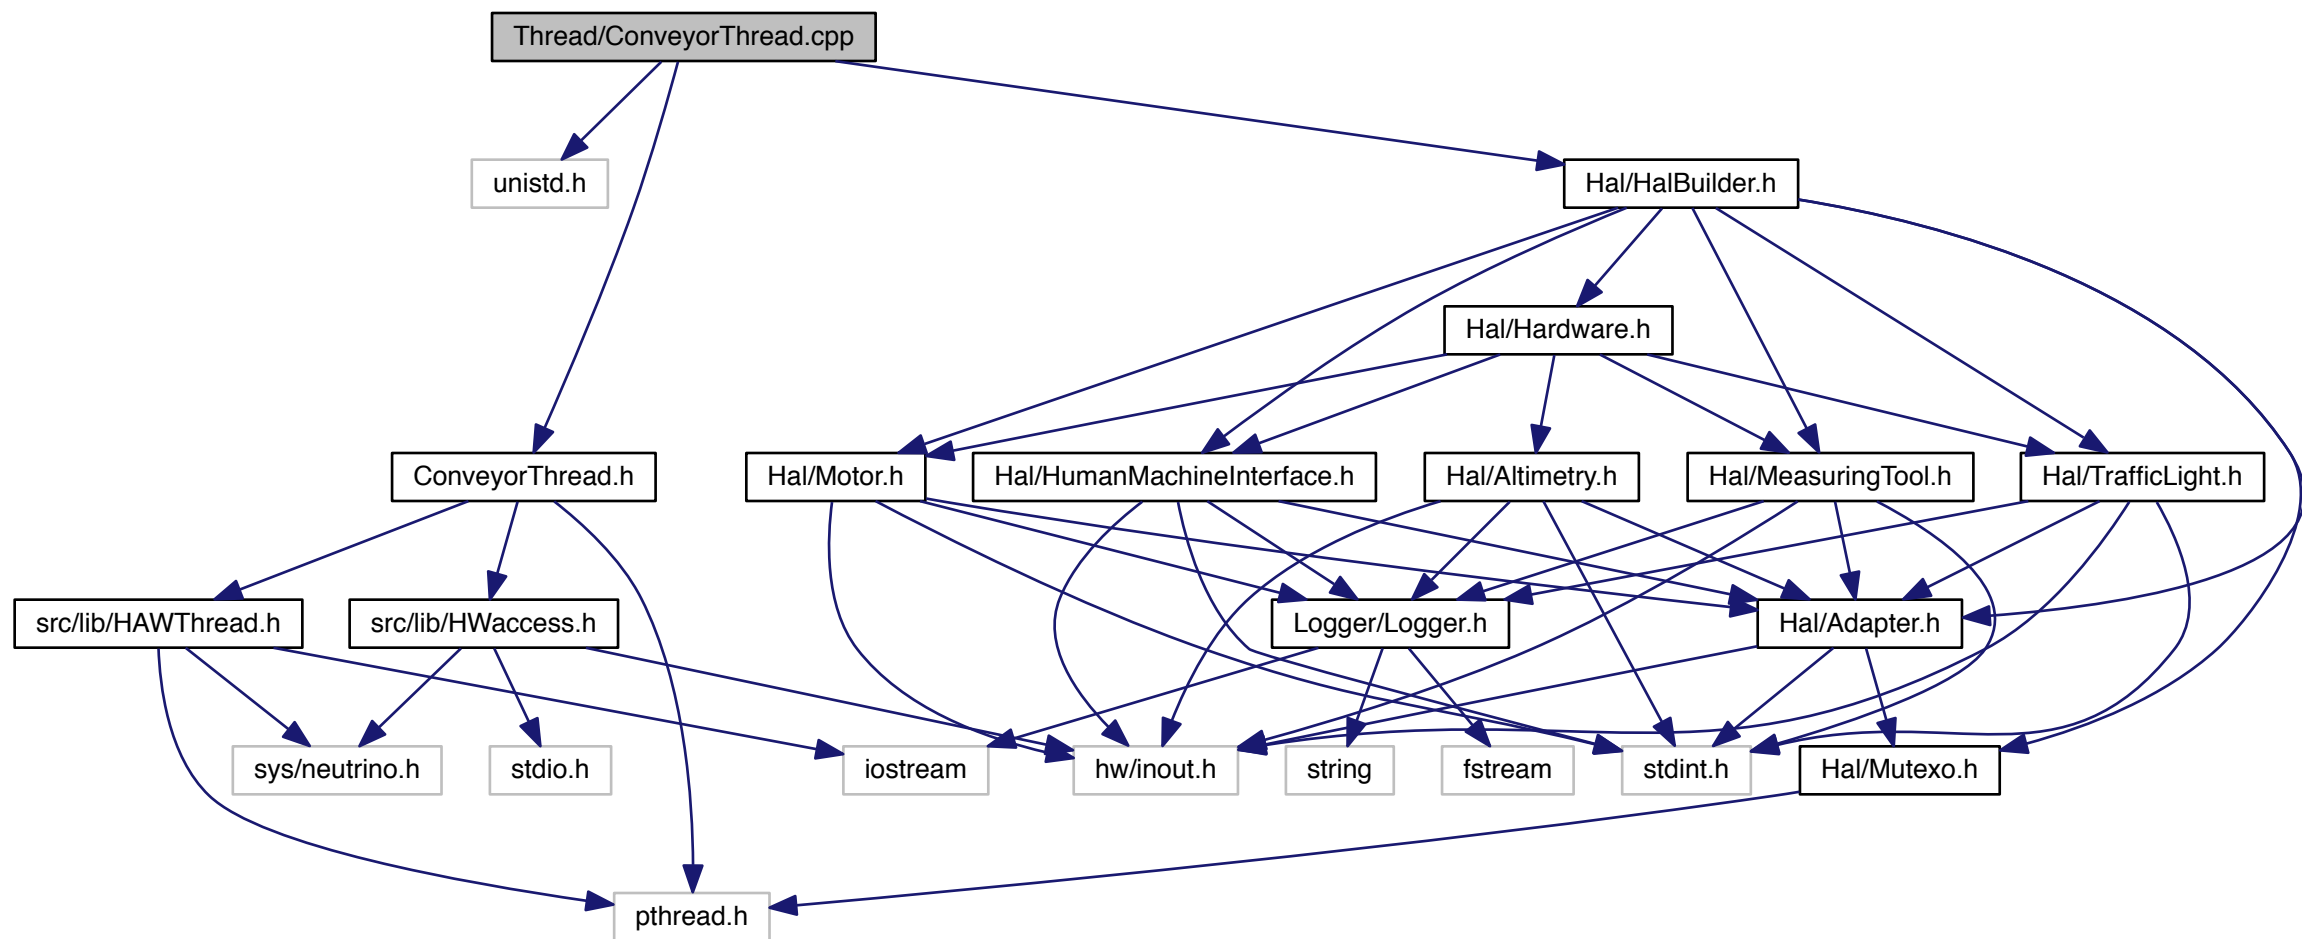 Thread/ConveyorThread.cpp
unistd.h
Hal/HalBuilder.h
Hal/Hardware.h
ConveyorThread.h
Hal/Motor.h
Hal/HumanMachineInterface.h
Hal/Altimetry.h
Hal/MeasuringTool.h
Hal/TrafficLight.h
src/lib/HAWThread.h
src/lib/HWaccess.h
Logger/Logger.h
Hal/Adapter.h
sys/neutrino.h
stdio.h
iostream
hw/inout.h
string
fstream
stdint.h
Hal/Mutexo.h
pthread.h